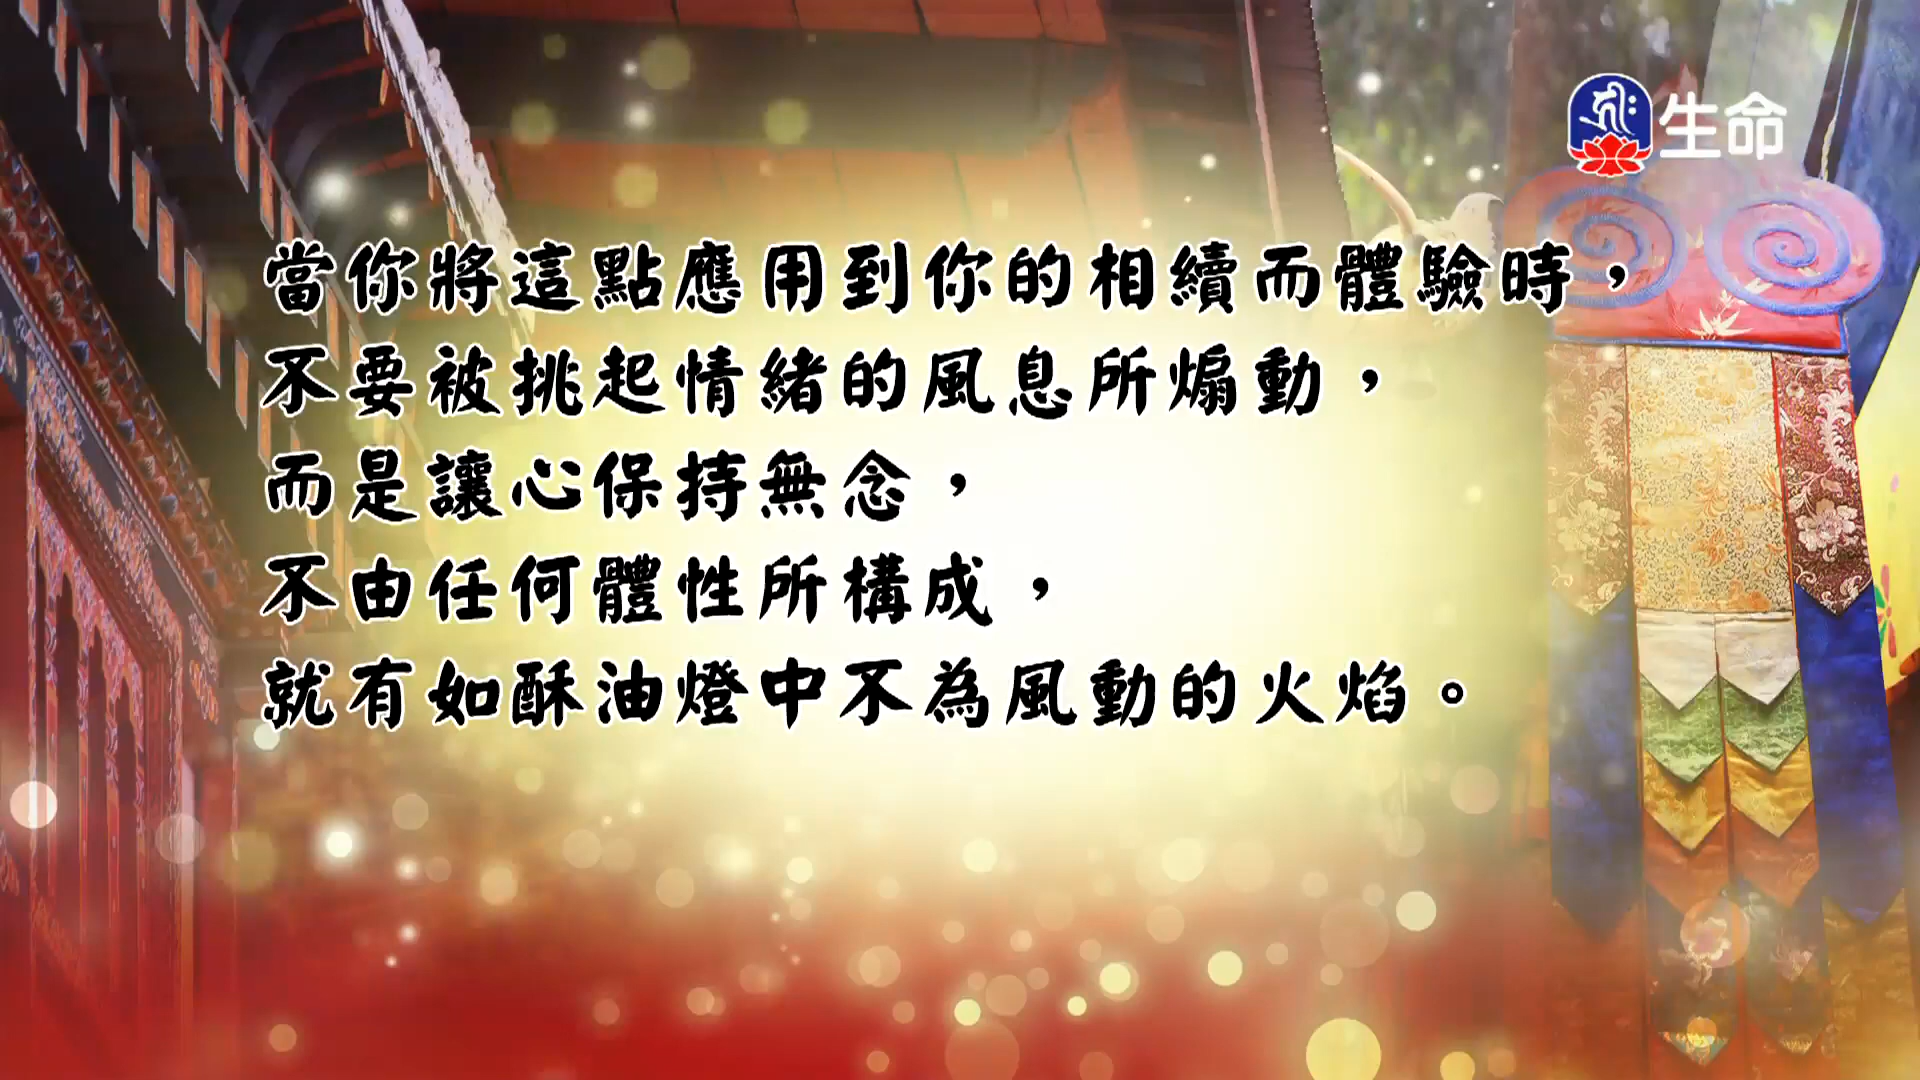 生命
當你將這點應用到你的相續而體驗時，
不要被挑起情緒的風息所煽動，
而是讓心保持無念，
不由任何體性所構成，
就有如酥油燈中不為風動的火焰。